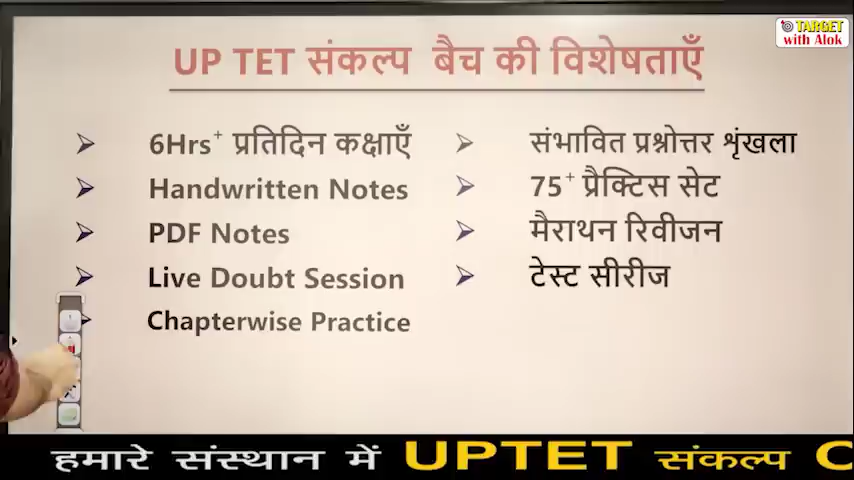 TARGET
with Alok
UP TET संकल्प बैच की विशेषताएँ
6Hrs+ प्रतिदिन कक्षाएँ
Handwritten Notes
PDF Notes
Live Doubt Session
Chapterwise Practice
संभावित प्रश्नोत्तर शृंखला
75+ प्रैक्टिस सेट
मैराथन रिवीजन
टेस्ट सीरीज
हमारे संस्थान में UPTET संकल्प